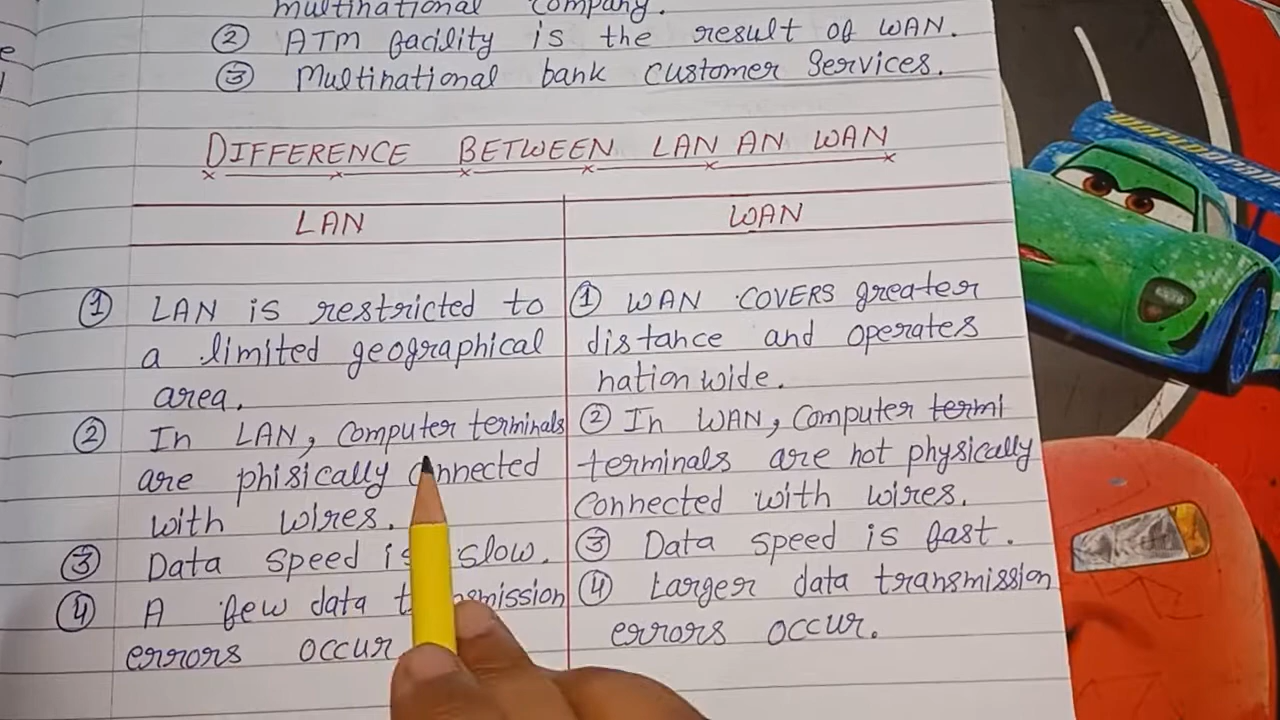 multinational company.
② ATM facility is the result of WAN.
③ Multinational bank customer Services.
DIFFERENCE BETWEEN LAN AN WAN
LAN
① LAN is restricted to
a limited geographical
area.
② In LAN, computer terminals
are phisically connected
with wires.
③ Data speed is slow.
④ A few data transmission
errors occur
WAN
① WAN COVERS greater
distance and operates
nation wide.
② In WAN, computer termi
terminals are not physically
connected with wires.
③ Data speed is fast.
④ Larger data transmission
errors occur.